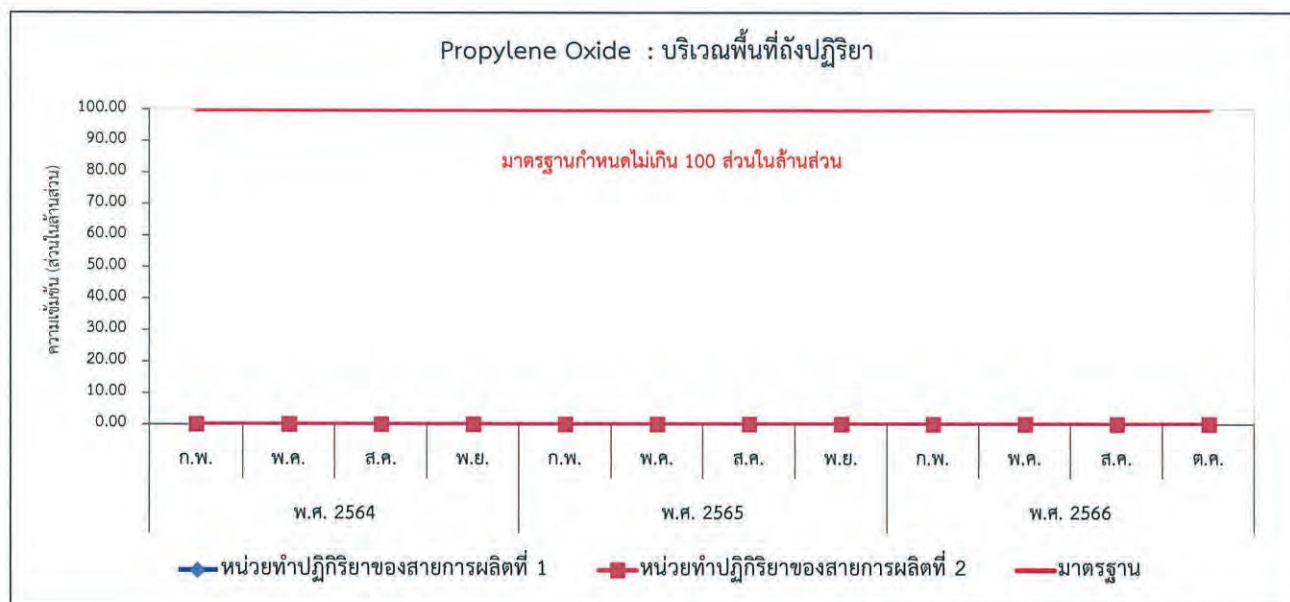 Propylene Oxide : บริเวณพื้นที่ถังปฏิริยา
ความเข้มข้น (ส่วนในล้านส่วน)
100.00
90.00
80.00
70.00
60.00
50.00
40.00
30.00
20.00
10.00
0.00
มาตรฐานกำหนดไม่เกิน 100 ส่วนในล้านส่วน
ก.พ. พ.ค. ส.ค. พ.ย. ก.พ. พ.ค. ส.ค. พ.ย. ก.พ. พ.ค. ส.ค. ต.ค.
พ.ศ. 2564 พ.ศ. 2565 พ.ศ. 2566
หน่วยทำปฏิกิริยาของสายการผลิตที่ 1 หน่วยทำปฏิกิริยาของสายการผลิตที่ 2 มาตรฐาน